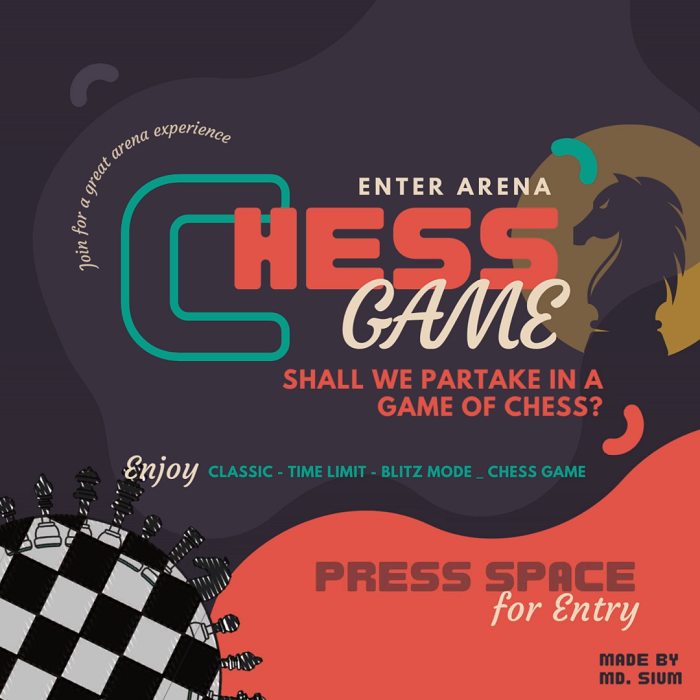 Join for a great arena experience
ENTER ARENA
CHESS
GAME
SHALL WE PARTAKE IN A
GAME OF CHESS?
Enjoy CLASSIC - TIME LIMIT - BLITZ MODE _ CHESS GAME
PRESS SPACE
for Entry
MADE BY
MD. SIUM